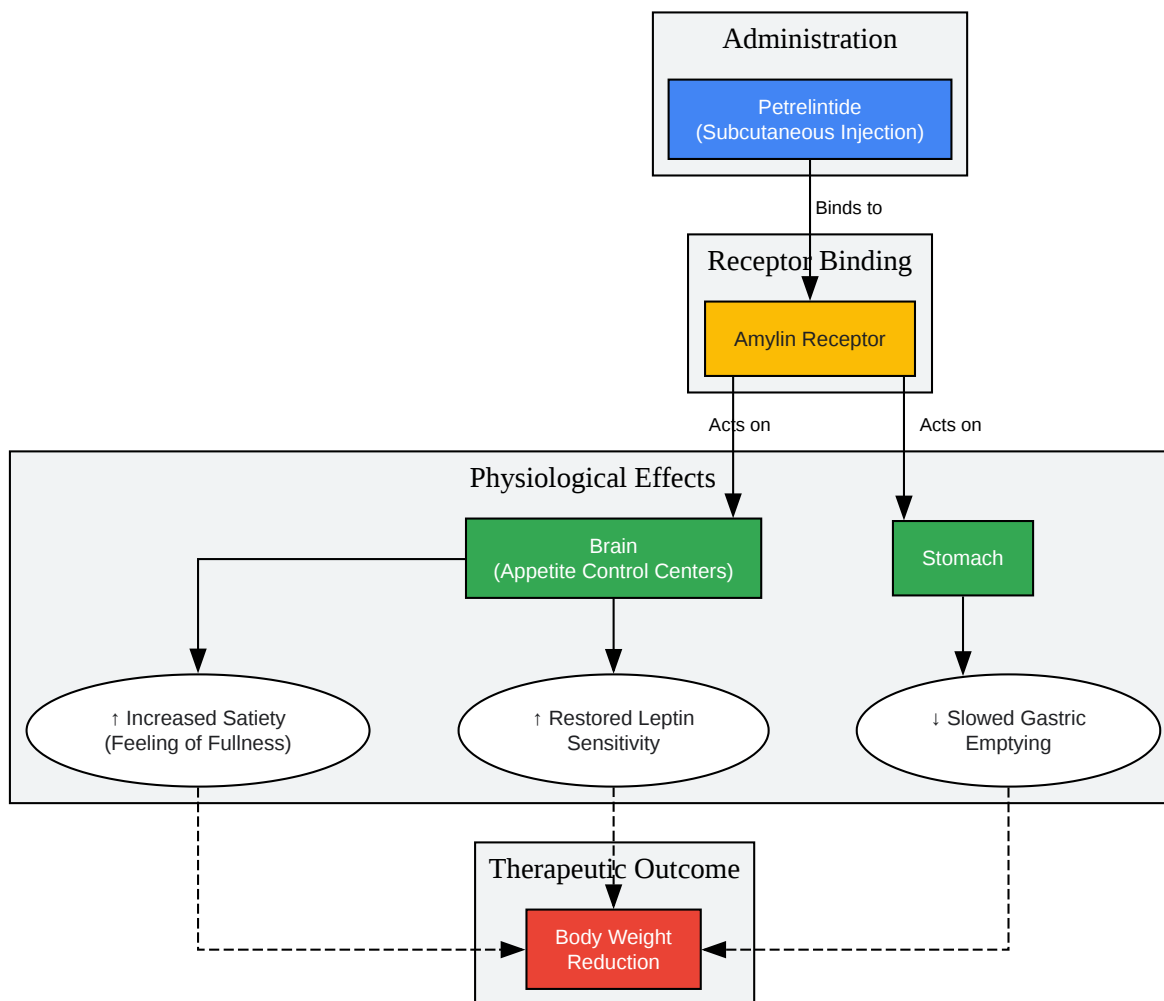 Administration
Petrelintide
(Subcutaneous Injection)
Binds to
Receptor Binding
Amylin Receptor
Acts on
Acts on
Physiological Effects
Brain
(Appetite Control Centers)
Stomach
↑ Increased Satiety
(Feeling of Fullness)
↑ Restored Leptin
Sensitivity
↓ Slowed Gastric
Emptying
Therapeutic Outcome
Body Weight
Reduction